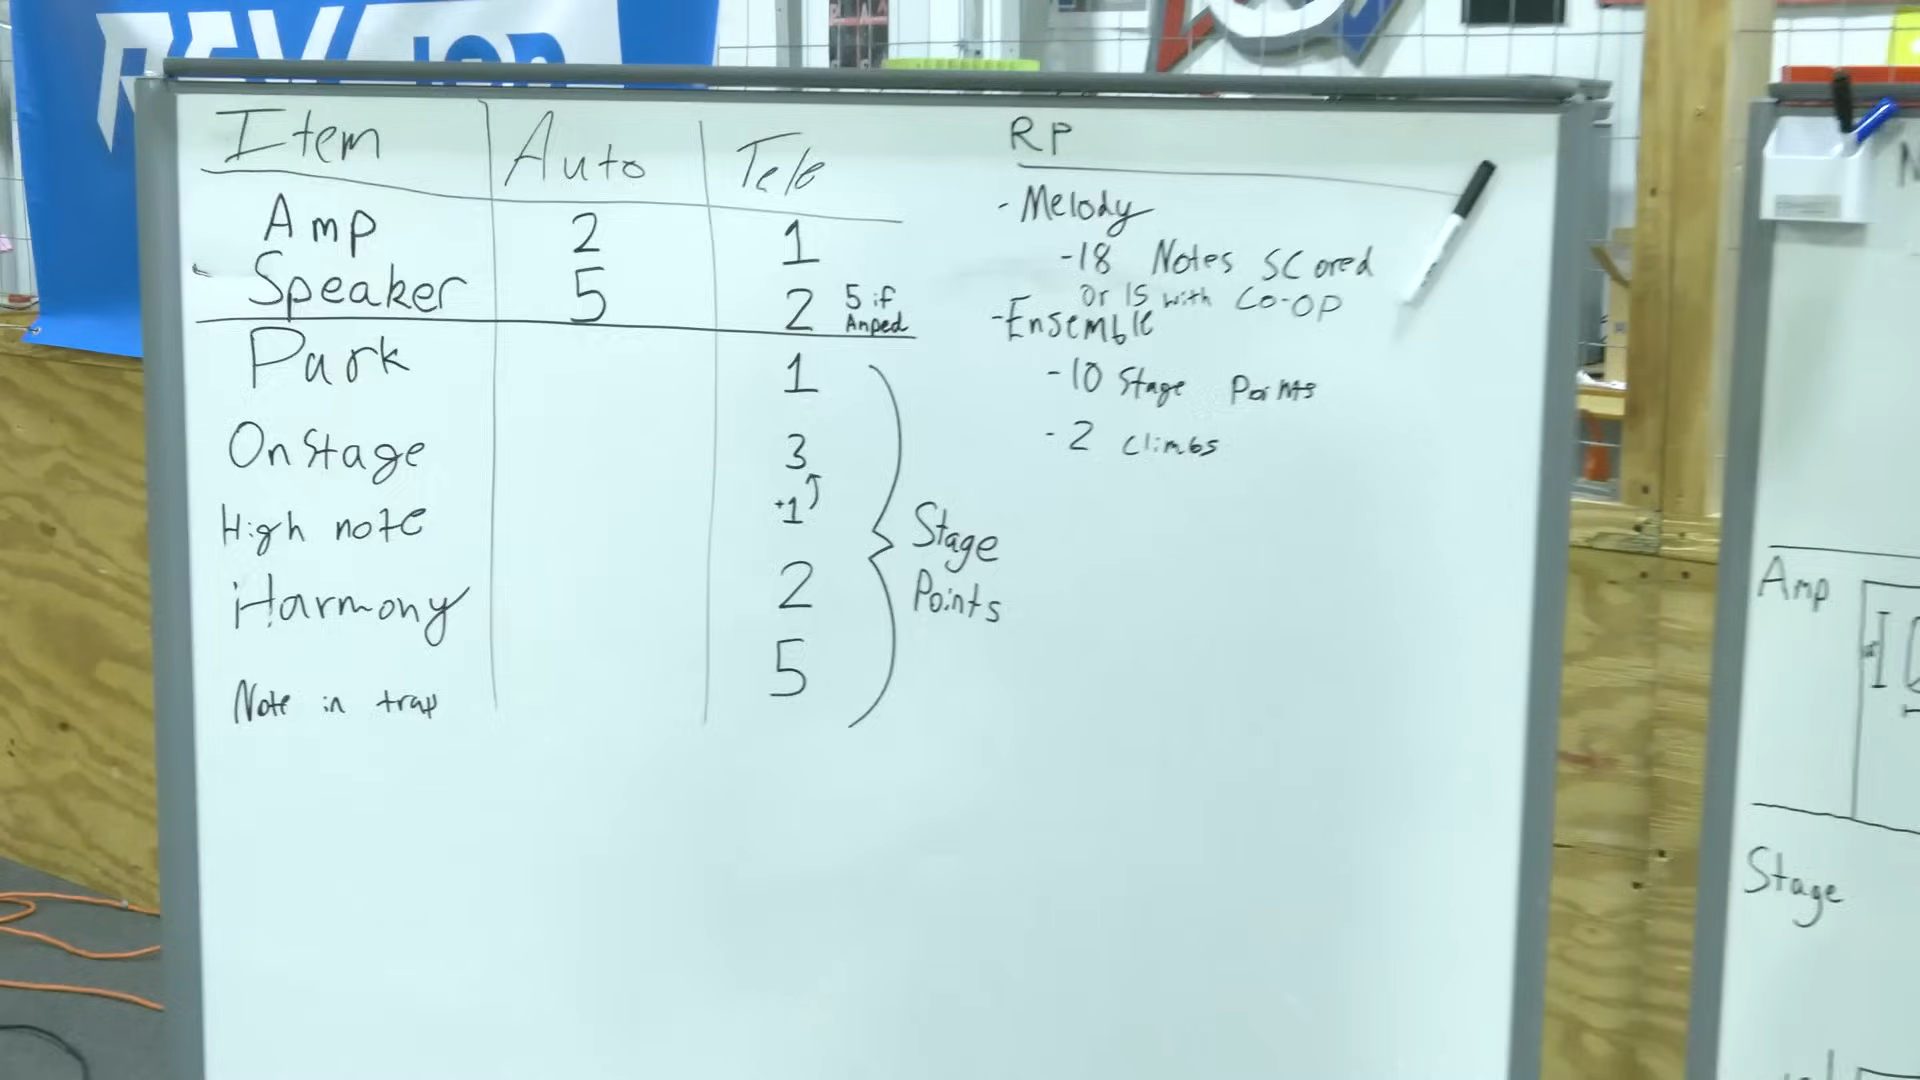 Item Auto Tele
Amp 2 1
Speaker 5 2 5 if Amped
Park 1
OnStage 3
High note +1
Harmony 2
Note in trap 5
Stage
Points
RP
- Melody
- 18 Notes Scored
Or 15 with CO-OP
- Ensemble
- 10 Stage Points
- 2 climbs
Amp
Stage